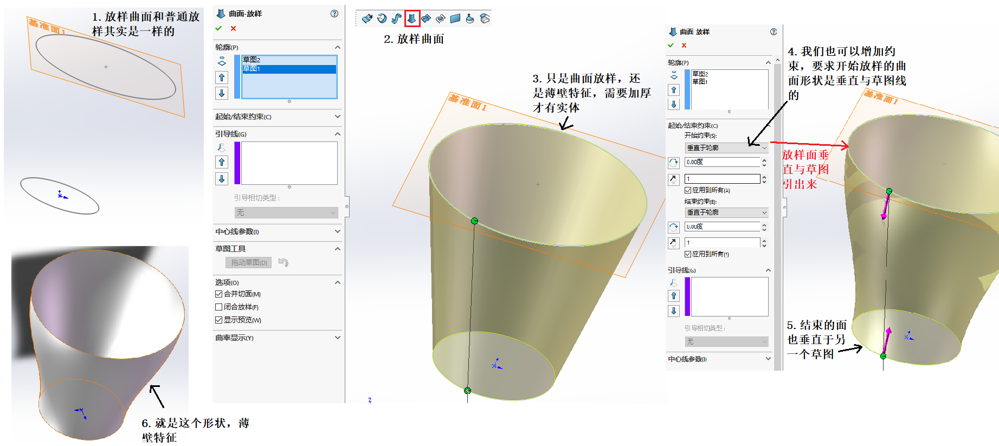 1. 放样曲面和普通放
样其实是一样的
基准面1
曲面-放样
轮廓(P)
草图2
草图1
起始/结束约束(C)
引导线(G)
引导相切类型:
无
中心线参数(I)
草图工具
拖动草图(D)
选项(O)
合并切面(M)
闭合放样(F)
显示预览(W)
曲率显示(Y)
2. 放样曲面
3. 只是曲面放样，还
是薄壁特征，需要加厚
才有实体
基准面1
Z
曲面 放样
轮廓(P)
草图2
草图1
起始/结束约束(C)
开始约束(S):
垂直于轮廓
0.00度
1
应用到所有(A)
结束约束(E):
垂直于轮廓
0.00度
1
应用到所有(Y)
引导线(G)
引导相切类型:
无
中心线参数(I)
4. 我们也可以增加约
束，要求开始放样的曲
面形状是垂直与草图线
的
基准面1
放样面垂
直与草图
引出来
5. 结束的面
也垂直于另
一个草图
6. 就是这个形状，薄
壁特征